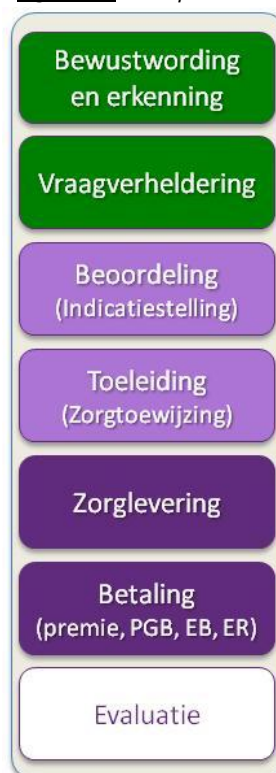 Bewustwording
en erkenning
Vraagverheldering
Beoordeling
(Indicatiestelling)
Toeleiding
(Zorgtoewijzing)
Zorglevering
Betaling
(premie, PGB, EB, ER)
Evaluatie